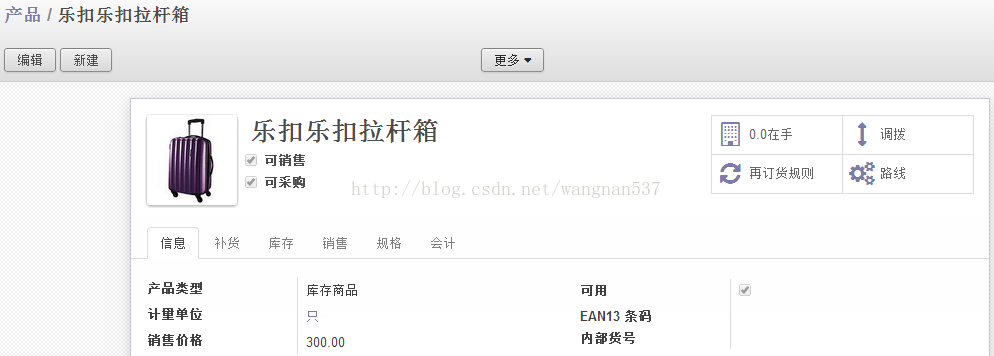 产品 / 乐扣乐扣拉杆箱
编辑 新建 更多
乐扣乐扣拉杆箱
可销售
可采购
0.0在手 调拨
再订货规则 路线
http://blog.csdn.net/wangnan537
信息 补货 库存 销售 规格 会计
产品类型 库存商品 可用
计量单位 只 EAN13 条码
销售价格 300.00 内部货号